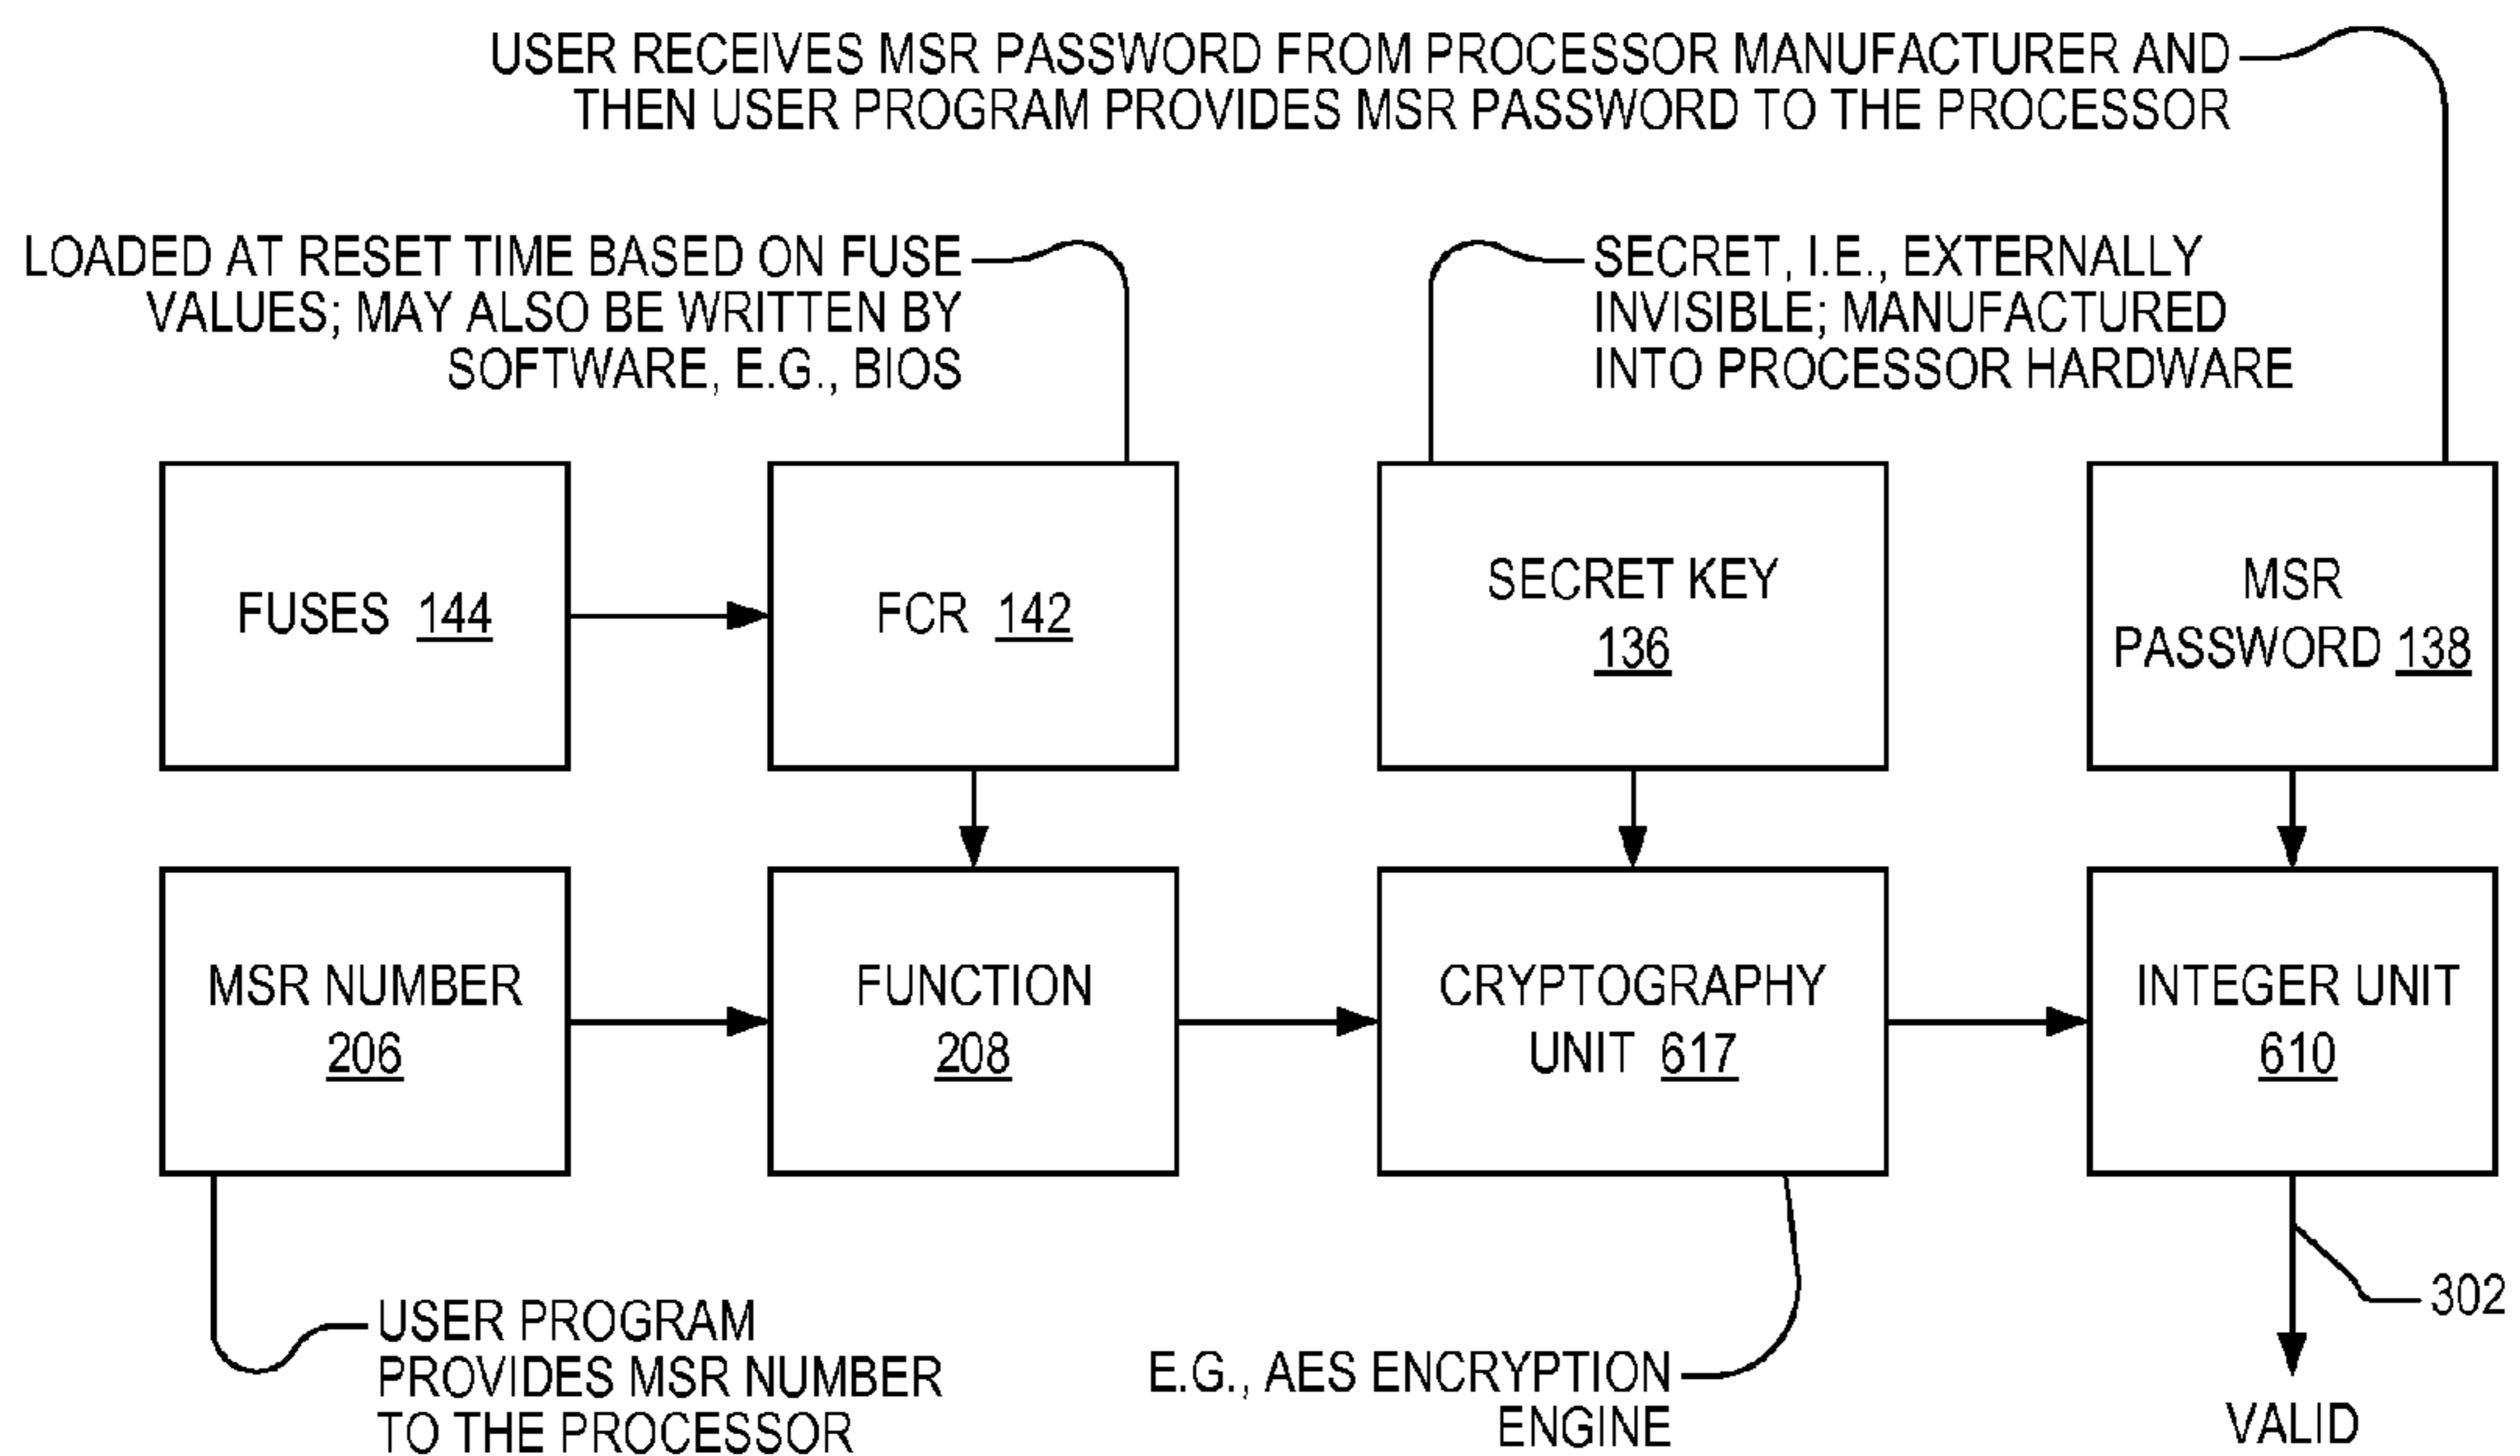 USER RECEIVES MSR PASSWORD FROM PROCESSOR MANUFACTURER AND
THEN USER PROGRAM PROVIDES MSR PASSWORD TO THE PROCESSOR
LOADED AT RESET TIME BASED ON FUSE
VALUES; MAY ALSO BE WRITTEN BY
SOFTWARE, E.G., BIOS
SECRET, I.E., EXTERNALLY
INVISIBLE; MANUFACTURED
INTO PROCESSOR HARDWARE
FUSES 144
FCR 142
SECRET KEY
136
MSR
PASSWORD 138
MSR NUMBER
206
FUNCTION
208
CRYPTOGRAPHY
UNIT 617
INTEGER UNIT
610
USER PROGRAM
PROVIDES MSR NUMBER
TO THE PROCESSOR
E.G., AES ENCRYPTION
ENGINE
302
VALID